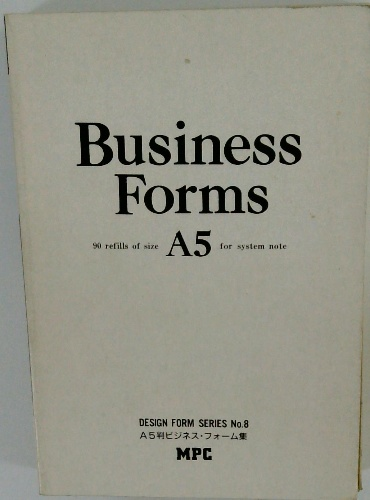 Business
Forms
90 refills of size A5 for system note
DESIGN FORM SERIES No.8
A5判ビジネス・フォーム集
MPC